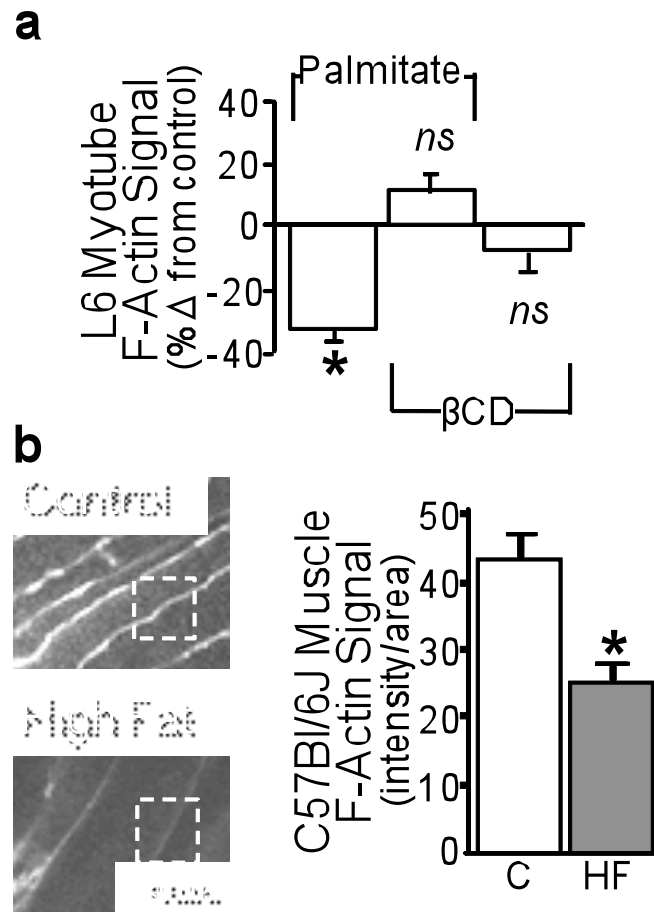 a
Palmitate
L6 Myotube
F-Actin Signal
(% Δ from control)
40
20
0
-20
-40
ns
ns
*
βCD
b
Control
High Fat
C57Bl/6J Muscle
F-Actin Signal
(intensity/area)
50
40
30
20
10
0
*
C
HF